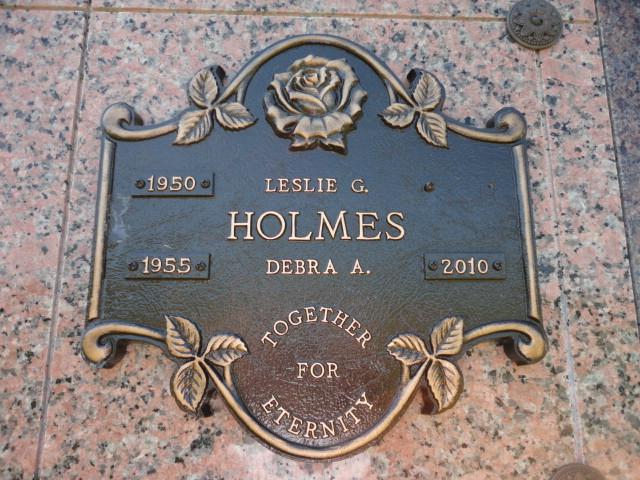 1950 LESLIE G.
HOLMES
1955 DEBRA A. 2010
TOGETHER
FOR
ETERNITY